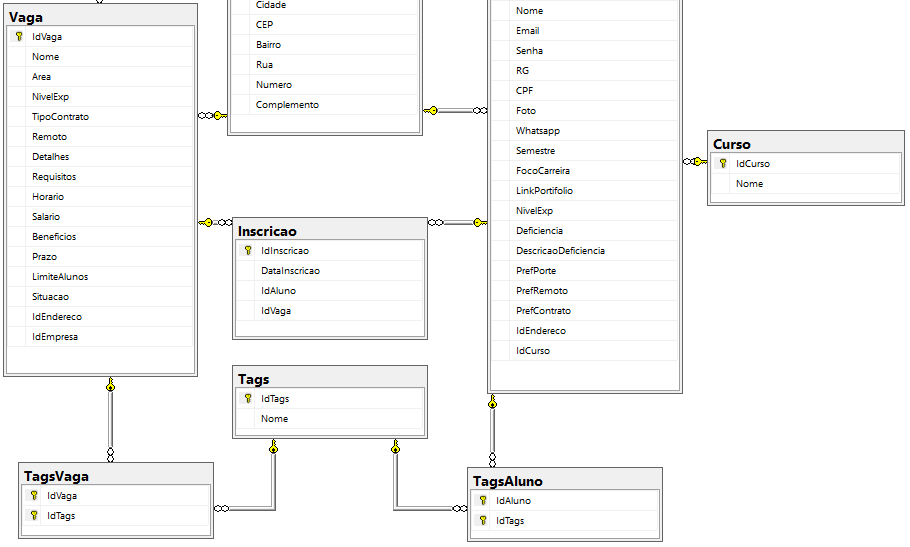 Vaga
IdVaga
Nome
Area
NivelExp
TipoContrato
Remoto
Detalhes
Requisitos
Horario
Salario
Beneficios
Prazo
LimiteAlunos
Situacao
IdEndereco
IdEmpresa
Cidade
CEP
Bairro
Rua
Numero
Complemento
Nome
Email
Senha
RG
CPF
Foto
Whatsapp
Semestre
FocoCarreira
LinkPortifolio
NivelExp
Deficiencia
DescricaoDeficiencia
PrefPorte
PrefRemoto
PrefContrato
IdEndereco
IdCurso
Curso
IdCurso
Nome
Inscricao
IdInscricao
DataInscricao
IdAluno
IdVaga
Tags
IdTags
Nome
TagsVaga
IdVaga
IdTags
TagsAluno
IdAluno
IdTags